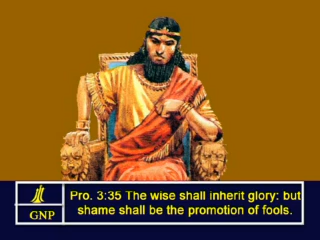 Pro. 3:35 The wise shall inherit glory: but
shame shall be the promotion of fools.
GNP